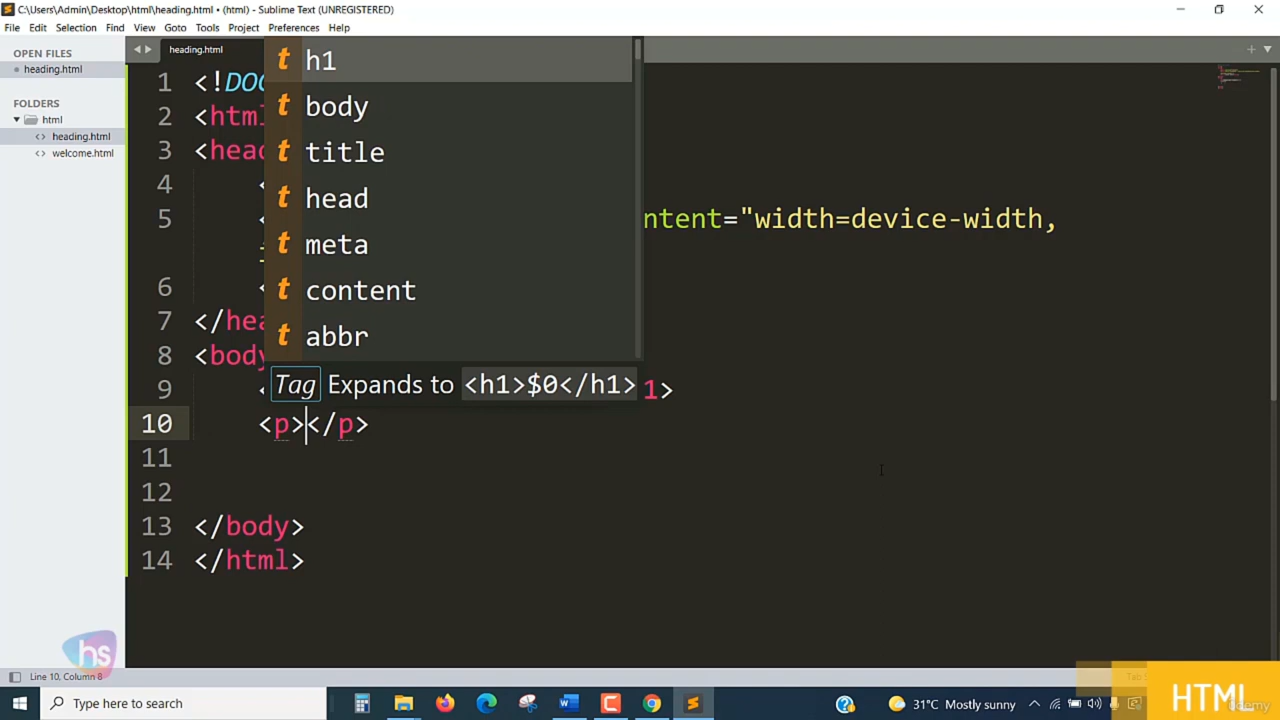 C:\Users\Admin\Desktop\html\heading.html • (html) - Sublime Text (UNREGISTERED)
File Edit Selection Find View Goto Tools Project Preferences Help
OPEN FILES
heading.html
FOLDERS
html
heading.html
welcome.html
heading.html
h1
body
title
head
meta
content
abbr
Tag Expands to <h1>$0</h1>
1 <!DOC
2 <html
3 <head
4 <
5 < ntent="width=device-width,
6 <
7 </hea
8 <body
9 < 1>
10 <p></p>
11
12
13 </body>
14 </html>
hs
Line 10, Column 8
Tab S
HTML
Type here to search
31°C Mostly sunny
udemy